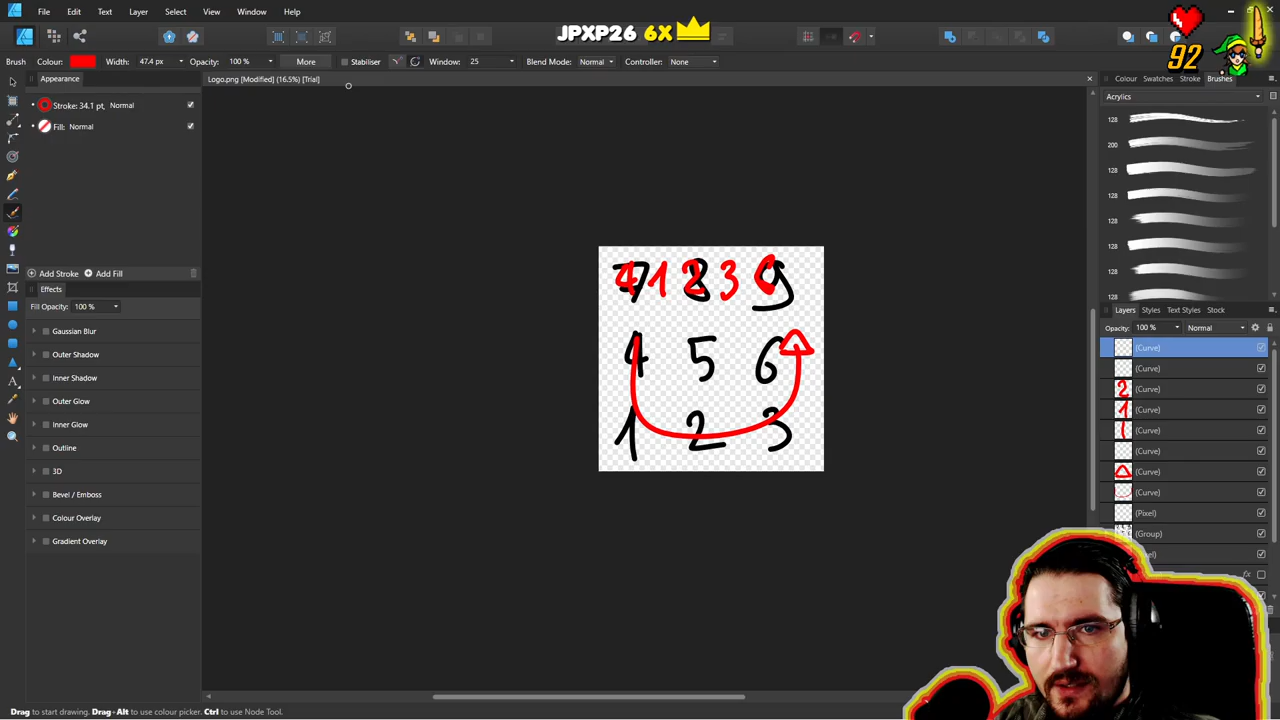 File Edit Text Layer Select View Window Help
JPXP26 6X
92
Brush Colour: Width: 47.4 px Opacity: 100 % More Stabiliser Window: 25 Blend Mode: Normal Controller: None
Appearance
Logo.png [Modified] (16.5%) [Trial]
Colour Swatches Stroke Brushes
Stroke: 34.1 pt, Normal
Fill: Normal
Acrylics
128
200
128
128
128
128
128
128
Add Stroke Add Fill
Effects
Fill Opacity: 100 %
Gaussian Blur
Outer Shadow
Inner Shadow
Outer Glow
Inner Glow
Outline
3D
Bevel / Emboss
Colour Overlay
Gradient Overlay
7 8 9
4 1 2 3 6
4 5 6
1 2 3
Layers Styles Text Styles Stock
Opacity: 100 % Normal
(Curve)
(Curve)
(Curve)
(Curve)
(Curve)
(Curve)
(Curve)
(Curve)
(Pixel)
(Group)
fx
Drag to start drawing. Drag+Alt to use colour picker. Ctrl to use Node Tool.